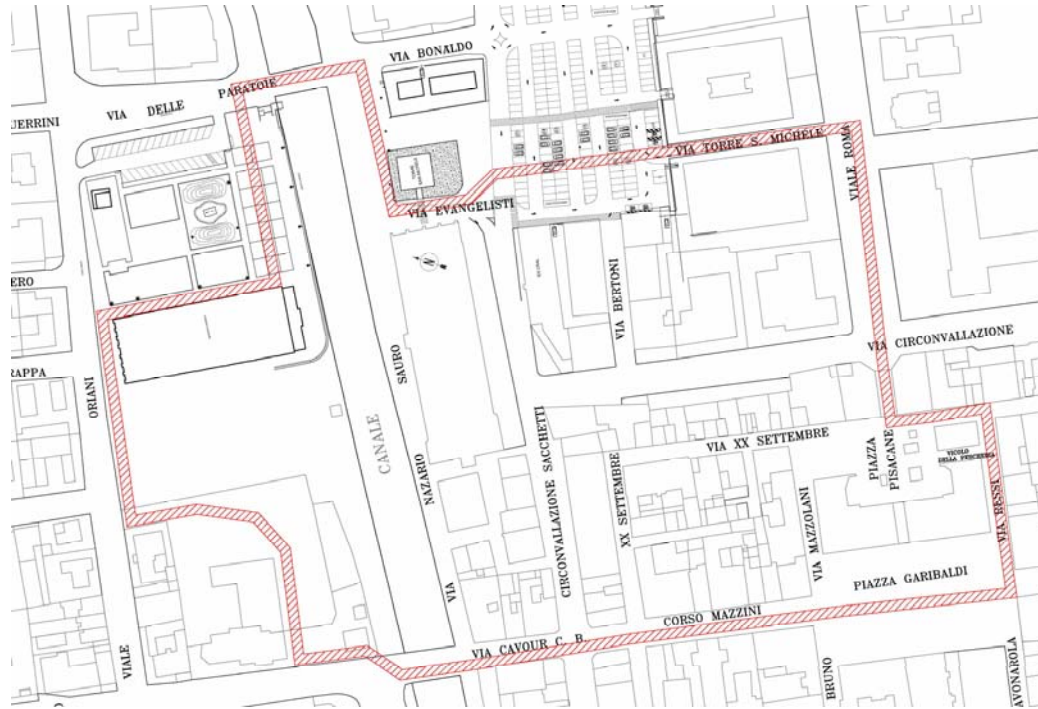 VIA BONALDO
PARATOIE
VIA DELLE
UERRINI
VIA TORRE S. MICHELE
VIALE ROMA
VIA EVANGELISTI
N
ERO
VIA BERTONI
VIA CIRCONVALLAZIONE
SAURO
RAPPA
ORIANI
CANALE
CIRCONVALLAZIONE SACCHETTI
VIA XX SETTEMBRE
PIAZZA
PISACANE
VICOLO
DELLA PESCHERIA
NAZARIO
XX SETTEMBRE
VIA MAZZOLANI
VIA BESSI
PIAZZA GARIBALDI
VIA
CORSO MAZZINI
VIA CAVOUR C. B.
VIALE
BRUNO
AVONAROLA